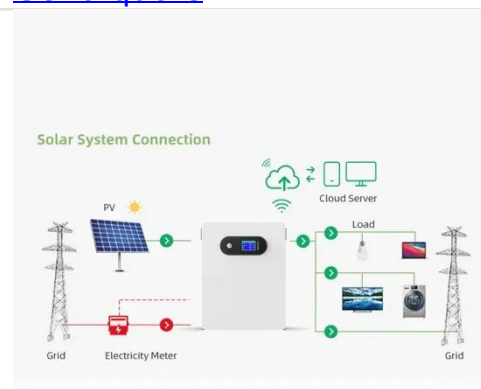 Solar System Connection
Cloud Server
PV
Load
Grid
Electricity Meter
Grid